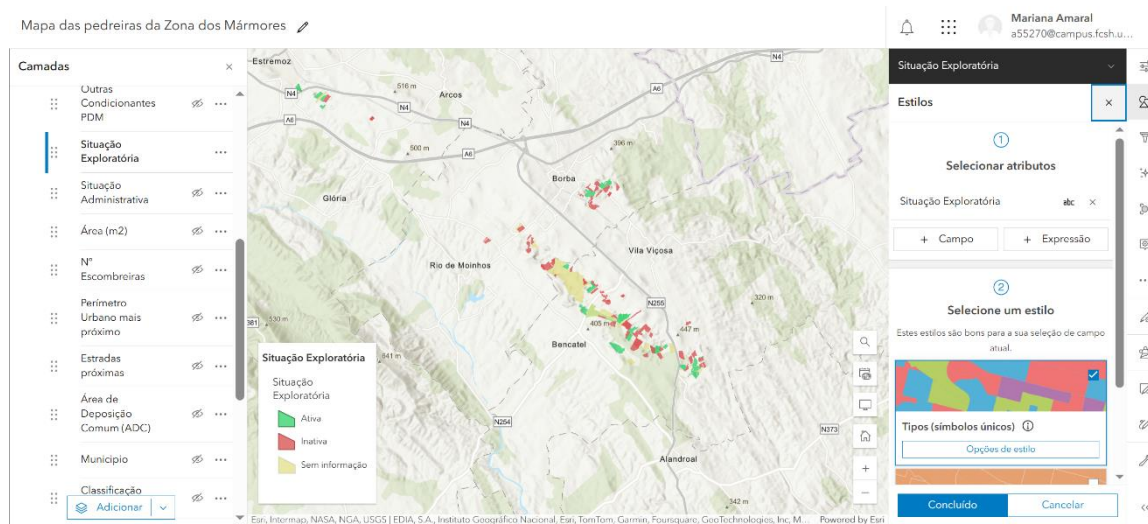 Mapa das pedreiras da Zona dos Mármores
Mariana Amaral
a55270@campus.fcsh.u...
Camadas
Outras
Condicionantes
PDM
Situação
Exploratória
Situação
Administrativa
Área (m2)
Nº
Escombreiras
Perímetro
Urbano mais
próximo
Estradas
próximas
Área de
Deposição
Comum (ADC)
Municipio
Classificação
Adicionar
Estremoz
N4
516 m
Arcos
N4
A6
N4
A6
N4
500 m
A6
396 m
Borba
Glória
Vila Viçosa
Rio de Moinhos
320 m
N255
381
530 m
405 m
447 m
Bencatel
541 m
N254
N373
Alandroal
342 m
Situação Exploratória
Situação
Exploratória
Ativa
Inativa
Sem informação
Esri, Intermap, NASA, NGA, USGS | EDIA, S.A., Instituto Geográfico Nacional, Esri, TomTom, Garmin, Foursquare, GeoTechnologies, Inc, M...
Powered by Esri
Situação Exploratória
Estilos
1
Selecionar atributos
Situação Exploratória
abc
+ Campo
+ Expressão
2
Selecione um estilo
Estes estilos são bons para a sua seleção de campo
atual.
Tipos (símbolos únicos)
Opções de estilo
Concluído
Cancelar